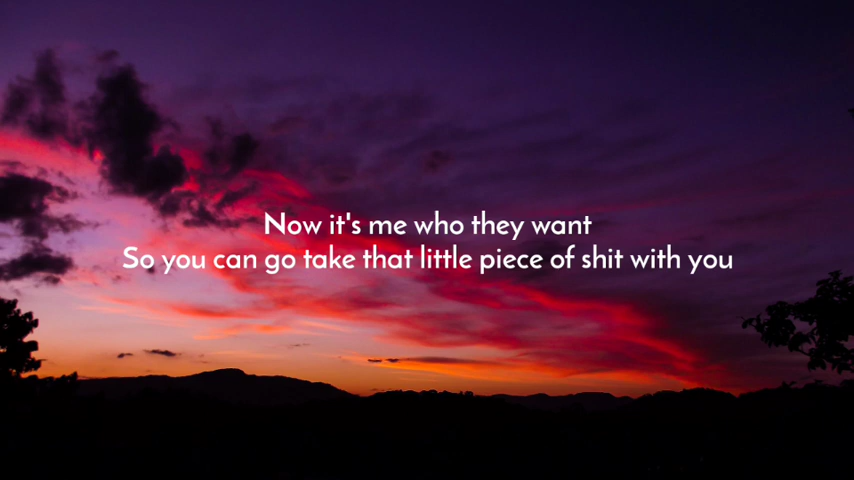 Now it's me who they want
So you can go take that little piece of shit with you